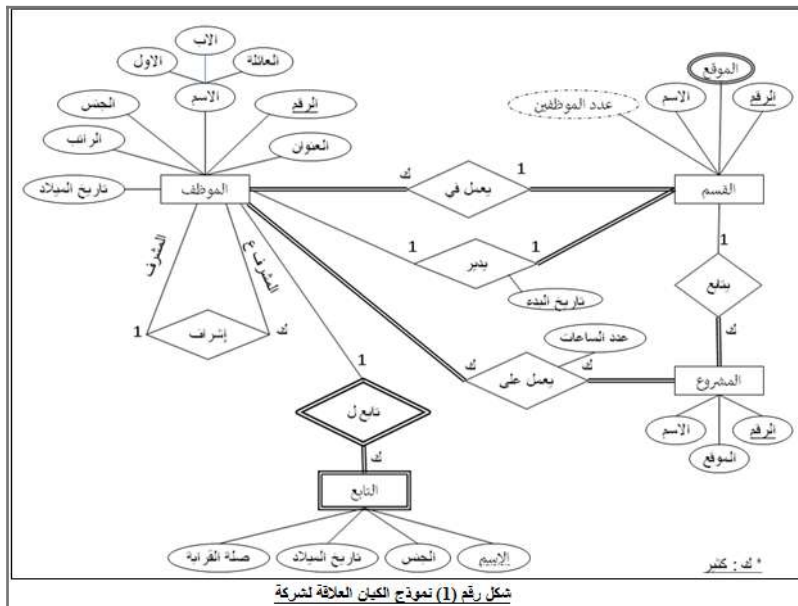 الاب
العائلة
الاول
الاسم
الموقع
الرقم
الاسم
عدد الموظفين
الرقم
الجنس
العنوان
الراتب
تاريخ الميلاد
الموظف
القسم
ك
يعمل في
1
المشرف
المشرف ع
1
يدير
1
تاريخ البدء
1
يتابع
ك
1
إشراف
ك
عدد الساعات
ك
يعمل على
ك
المشروع
1
تابع ل
ك
الرقم
الاسم
الموقع
التابع
الاسم
الجنس
تاريخ الميلاد
صلة القرابة
* ك : كثير
شكل رقم (1) نموذج الكيان العلاقة لشركة